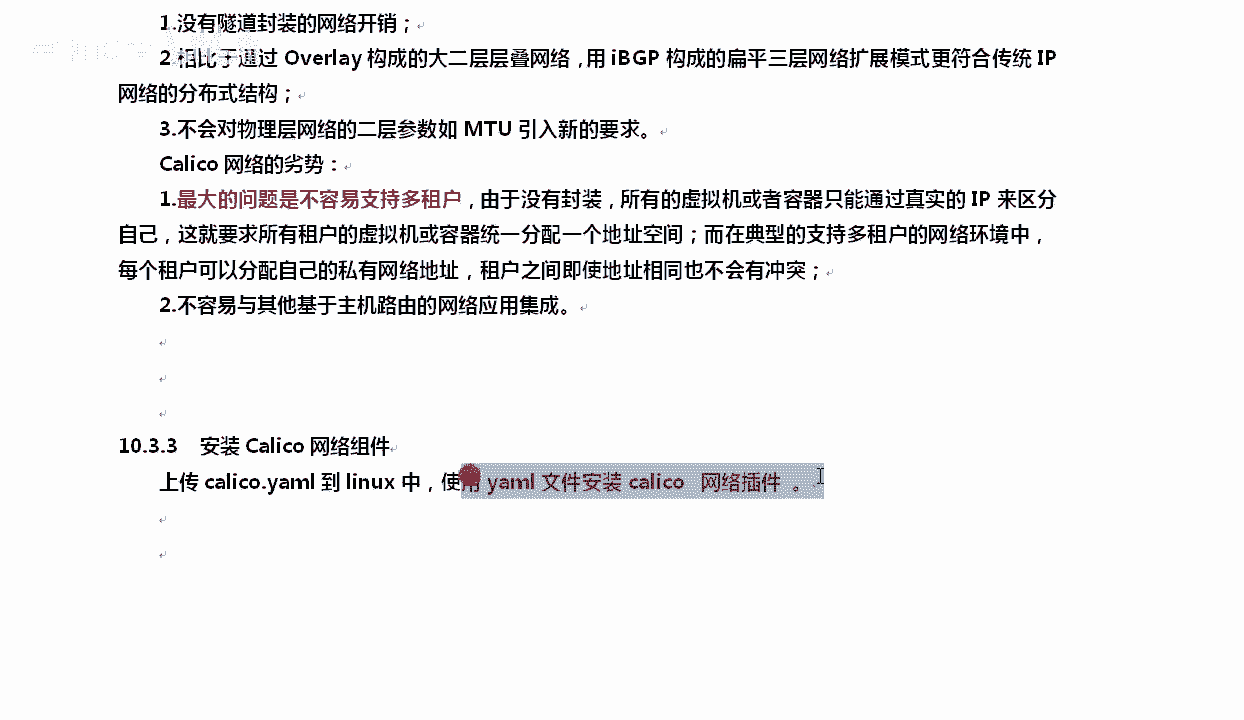 1.没有隧道封装的网络开销；
2.相比于通过 Overlay 构成的大二层层叠网络，用 iBGP 构成的扁平三层网络扩展模式更符合传统 IP
网络的分布式结构；
3.不会对物理层网络的二层参数如 MTU 引入新的要求。
Calico 网络的劣势：
1.最大的问题是不容易支持多租户，由于没有封装，所有的虚拟机或者容器只能通过真实的 IP 来区分
自己，这就要求所有租户的虚拟机或容器统一分配一个地址空间；而在典型的支持多租户的网络环境中，
每个租户可以分配自己的私有网络地址，租户之间即使地址相同也不会有冲突；
2.不容易与其他基于主机路由的网络应用集成。
10.3.3 安装 Calico 网络组件
上传 calico.yaml 到 linux 中，使用 yaml 文件安装 calico 网络插件 。